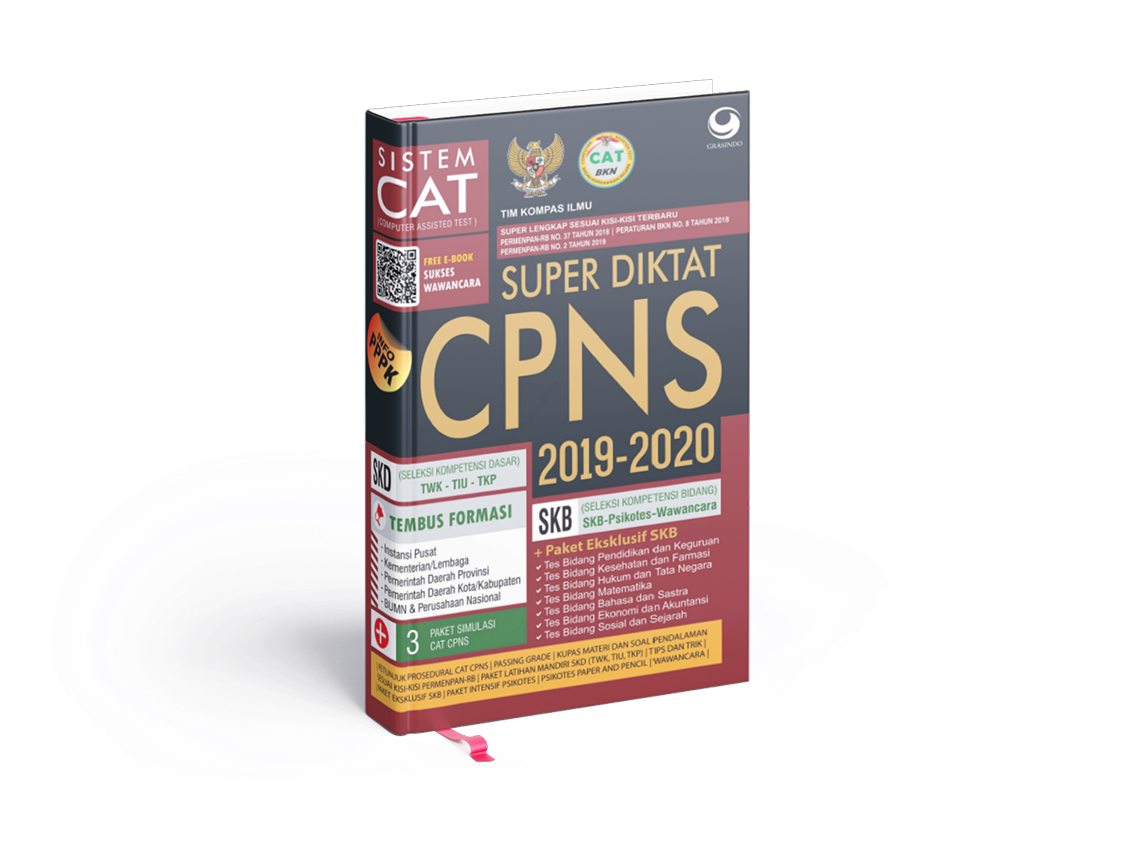 SISTEM
CAT
(COMPUTER ASSISTED TEST)
FREE E-BOOK
SUKSES
WAWANCARA
INFO
PPPK
CAT
BKN
GRASINDO
TIM KOMPAS ILMU
SUPER LENGKAP SESUAI KISI-KISI TERBARU
PERMENPAN-RB NO. 37 TAHUN 2018 | PERATURAN BKN NO. 8 TAHUN 2018
PERMENPAN-RB NO. 2 TAHUN 2019
SUPER DIKTAT
CPNS
2019-2020
SKD
(SELEKSI KOMPETENSI DASAR)
TWK - TIU - TKP
TEMBUS FORMASI
- Instansi Pusat
- Kementerian/Lembaga
- Pemerintah Daerah Provinsi
- Pemerintah Daerah Kota/Kabupaten
- BUMN & Perusahaan Nasional
3 PAKET SIMULASI
CAT CPNS
SKB
(SELEKSI KOMPETENSI BIDANG)
SKB-Psikotes-Wawancara
+ Paket Eksklusif SKB
✓ Tes Bidang Pendidikan dan Keguruan
✓ Tes Bidang Kesehatan dan Farmasi
✓ Tes Bidang Hukum dan Tata Negara
✓ Tes Bidang Matematika
✓ Tes Bidang Bahasa dan Sastra
✓ Tes Bidang Ekonomi dan Akuntansi
✓ Tes Bidang Sosial dan Sejarah
| PETUNJUK PROSEDURAL CAT CPNS | PASSING GRADE | KUPAS MATERI DAN SOAL PENDALAMAN
SESUAI KISI-KISI PERMENPAN-RB | PAKET LATIHAN MANDIRI SKD (TWK, TIU, TKP) | TIPS DAN TRIK |
| PAKET EKSKLUSIF SKB | PAKET INTENSIF PSIKOTES | PSIKOTES PAPER AND PENCIL | WAWANCARA |